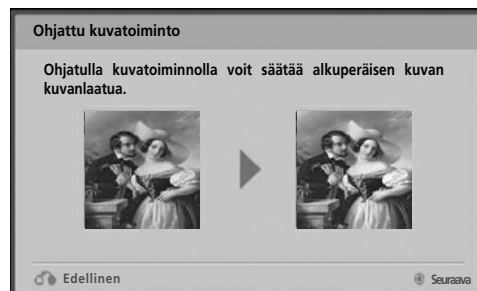 Ohjattu kuvatoiminto
Ohjatulla kuvatoiminnolla voit säätää alkuperäisen kuvan
kuvanlaatua.
Edellinen
Seuraava